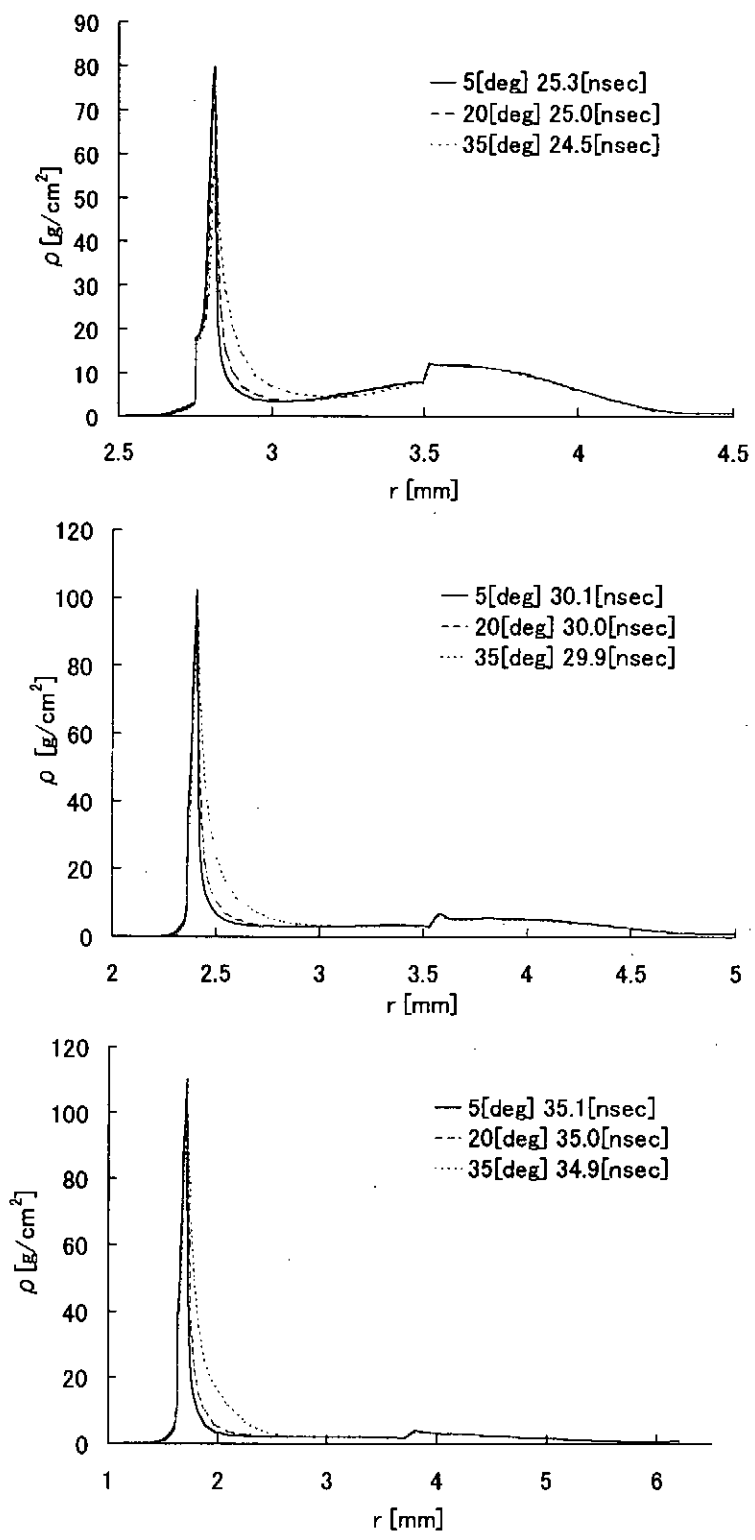 90
80
70
60
50
40
30
20
10
0
ρ [g/cm²]
5[deg] 25.3[nsec]
20[deg] 25.0[nsec]
35[deg] 24.5[nsec]
2.5 3 3.5 4 4.5
r [mm]
120
100
80
60
40
20
0
ρ [g/cm²]
5[deg] 30.1[nsec]
20[deg] 30.0[nsec]
35[deg] 29.9[nsec]
2 2.5 3 3.5 4 4.5 5
r [mm]
120
100
80
60
40
20
0
ρ [g/cm²]
5[deg] 35.1[nsec]
20[deg] 35.0[nsec]
35[deg] 34.9[nsec]
1 2 3 4 5 6
r [mm]